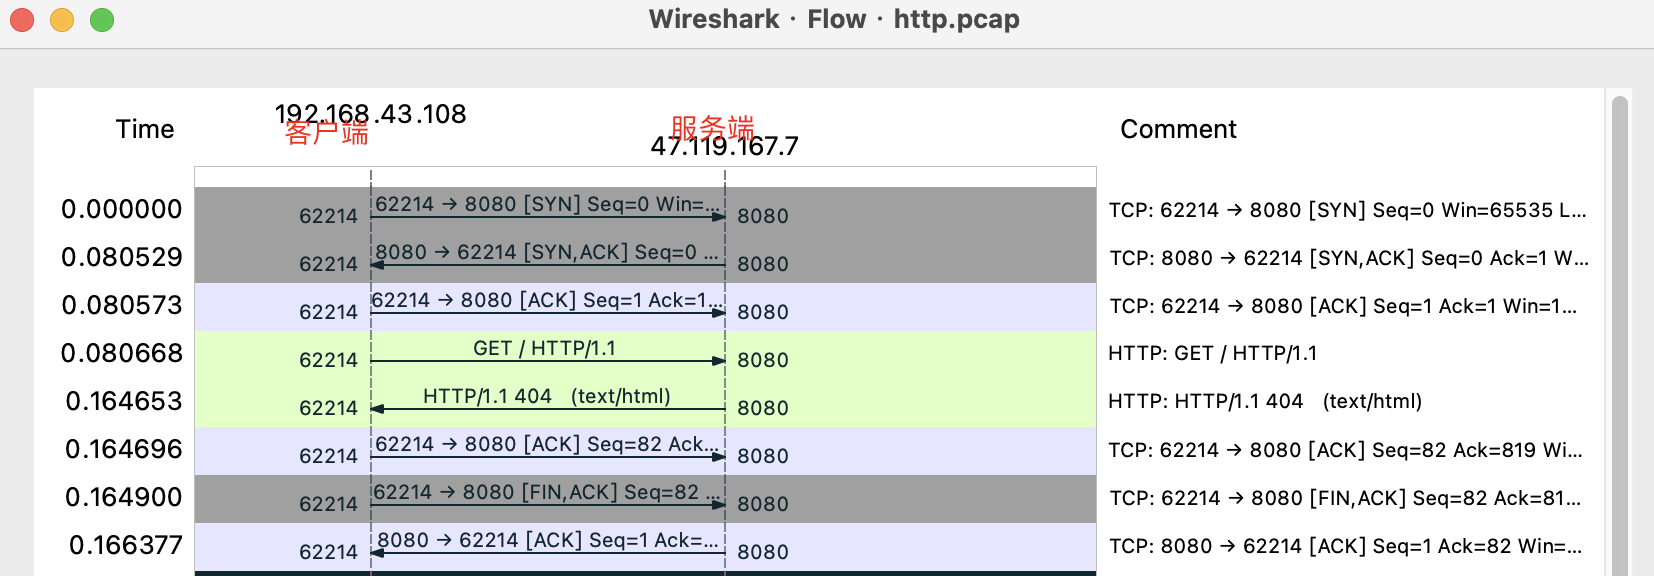 Wireshark · Flow · http.pcap
192.168.43.108
Time
客户端
服务端
Comment
47.119.167.7
0.000000
62214
62214 → 8080 [SYN] Seq=0 Win=...
8080
TCP: 62214 → 8080 [SYN] Seq=0 Win=65535 L...
0.080529
62214
8080 → 62214 [SYN,ACK] Seq=0 ...
8080
TCP: 8080 → 62214 [SYN,ACK] Seq=0 Ack=1 W...
0.080573
62214
62214 → 8080 [ACK] Seq=1 Ack=1...
8080
TCP: 62214 → 8080 [ACK] Seq=1 Ack=1 Win=1...
0.080668
62214
GET / HTTP/1.1
8080
HTTP: GET / HTTP/1.1
0.164653
62214
HTTP/1.1 404 (text/html)
8080
HTTP: HTTP/1.1 404 (text/html)
0.164696
62214
62214 → 8080 [ACK] Seq=82 Ack...
8080
TCP: 62214 → 8080 [ACK] Seq=82 Ack=819 Wi...
0.164900
62214
62214 → 8080 [FIN,ACK] Seq=82 ...
8080
TCP: 62214 → 8080 [FIN,ACK] Seq=82 Ack=81...
0.166377
62214
8080 → 62214 [ACK] Seq=1 Ack=...
8080
TCP: 8080 → 62214 [ACK] Seq=1 Ack=82 Win=...